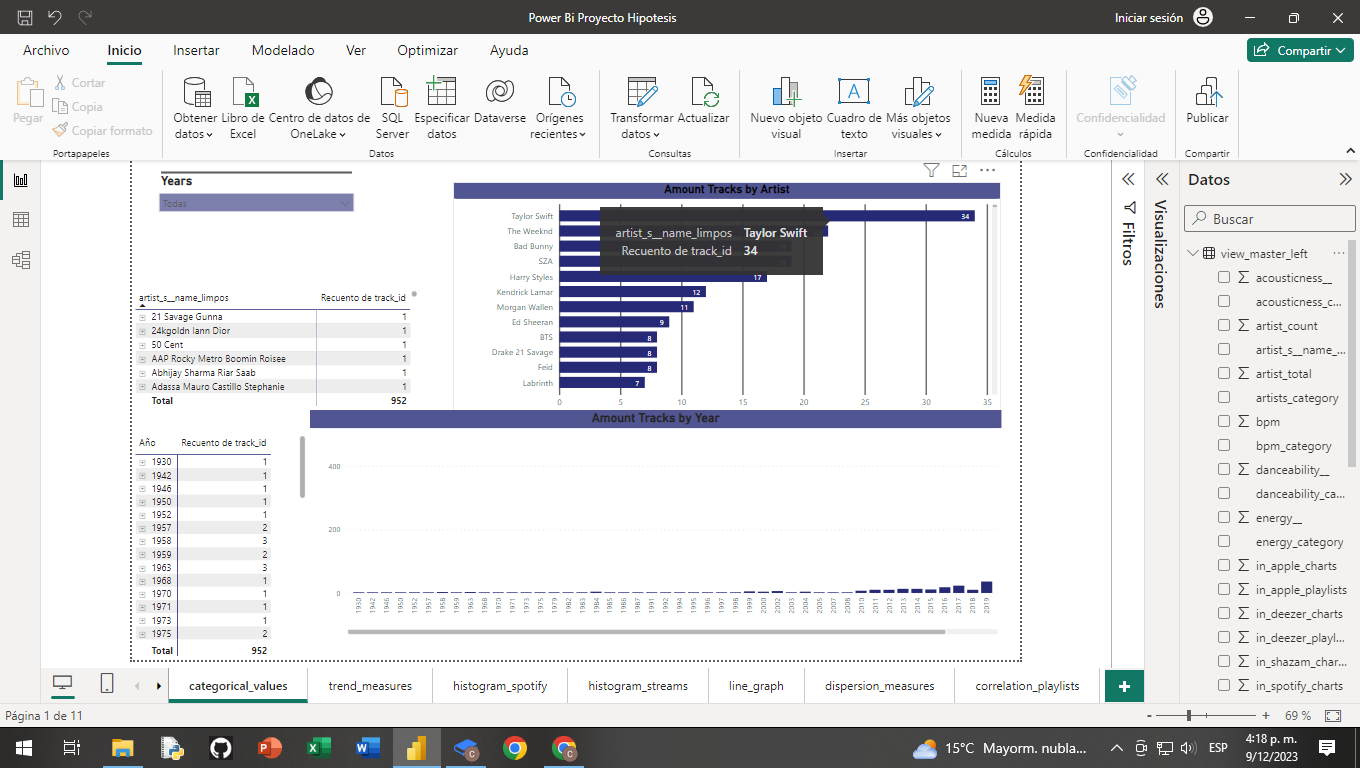 Power Bi Proyecto Hipotesis
Iniciar sesión
Archivo Inicio Insertar Modelado Ver Optimizar Ayuda
Compartir
Pegar
Cortar
Copia
Copiar formato
Portapapeles
Obtener datos
Libro de Excel
Centro de datos de OneLake
SQL Server
Especificar datos
Dataverse
Orígenes recientes
Datos
Transformar datos
Actualizar
Consultas
Nuevo objeto visual
Cuadro de texto
Más objetos visuales
Insertar
Nueva medida
Medida rápida
Cálculos
Confidencialidad
Confidencialidad
Publicar
Compartir
Years
Todas
artist_s__name_limpos Recuento de track_id
21 Savage Gunna 1
24kgoldn Iann Dior 1
50 Cent 1
AAP Rocky Metro Boomin Roisee 1
Abhijay Sharma Riar Saab 1
Adassa Mauro Castillo Stephanie 1
Total 952
Amount Tracks by Artist
Taylor Swift 34
The Weeknd
Bad Bunny
SZA
Harry Styles 17
Kendrick Lamar 12
Morgan Wallen 11
Ed Sheeran 9
BTS 8
Drake 21 Savage 8
Feid 8
Labrinth 7
0 5 10 15 20 25 30 35
artist_s__name_limpos Taylor Swift
Recuento de track_id 34
Año Recuento de track_id
1930 1
1942 1
1946 1
1950 1
1952 1
1957 2
1958 3
1959 2
1963 3
1968 1
1970 1
1971 1
1973 1
1975 2
Total 952
Amount Tracks by Year
400
200
0
1930 1942 1946 1950 1952 1957 1958 1959 1963 1968 1970 1971 1973 1975 1979 1982 1983 1984 1985 1986 1987 1991 1992 1994 1995 1996 1997 1998 1999 2000 2002 2003 2004 2005 2007 2008 2010 2011 2012 2013 2014 2015 2016 2017 2018 2019
Filtros
Visualizaciones
Datos
Buscar
view_master_left
acousticness__
acousticness_c...
artist_count
artist_s__name_...
artist_total
artists_category
bpm
bpm_category
danceability__
danceability_ca...
energy__
energy_category
in_apple_charts
in_apple_playlists
in_deezer_charts
in_deezer_playl...
in_shazam_char...
in_spotify_charts
categorical_values trend_measures histogram_spotify histogram_streams line_graph dispersion_measures correlation_playlists
Página 1 de 11
69 %
15°C Mayorm. nubla...
ESP
4:18 p. m.
9/12/2023